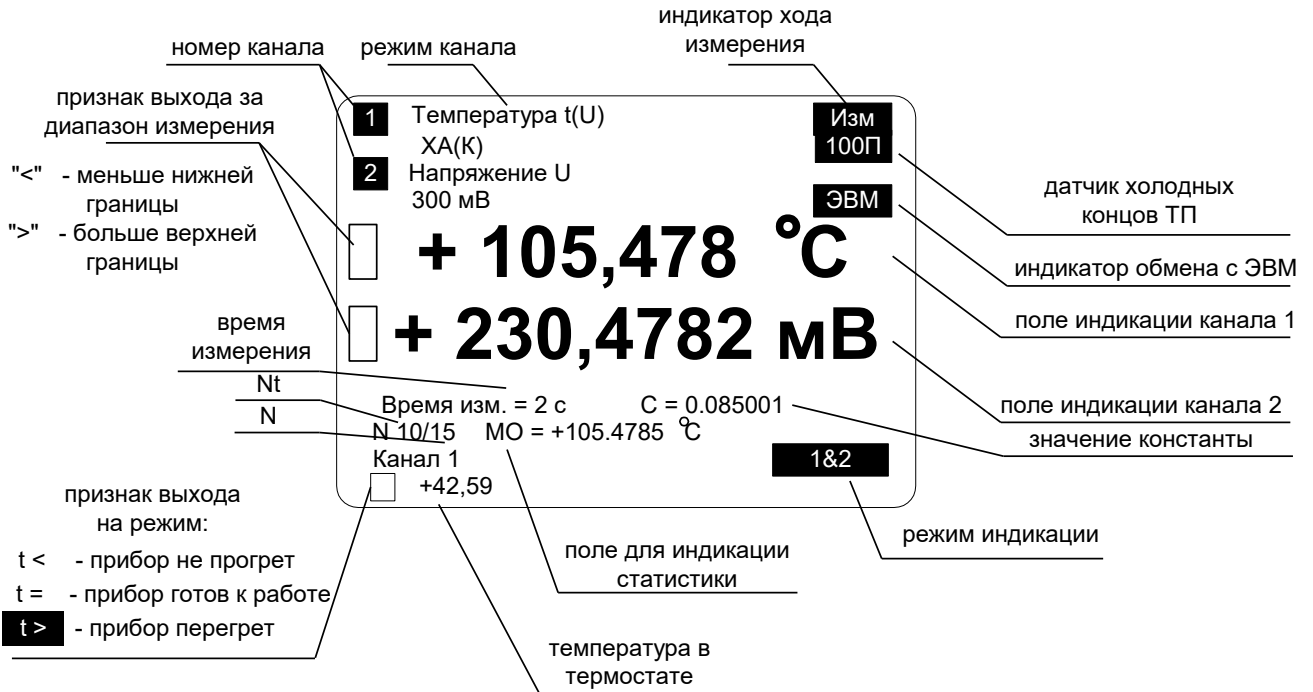 индикатор хода
измерения
номер канала
режим канала
признак выхода за
диапазон измерения
"<" - меньше нижней
границы
">" - больше верхней
границы
1 Температура t(U)
ХА(К)
2 Напряжение U
300 мВ
Изм
100П
ЭВМ
+ 105,478 °C
+ 230,4782 мВ
датчик холодных
концов ТП
индикатор обмена с ЭВМ
поле индикации канала 1
поле индикации канала 2
значение константы
время
измерения
Nt
N
Время изм. = 2 с C = 0.085001
N 10/15 МО = +105.4785 °C
Канал 1
+42,59
1&2
признак выхода
на режим:
t < - прибор не прогрет
t = - прибор готов к работе
t > - прибор перегрет
поле для индикации
статистики
режим индикации
температура в
термостате